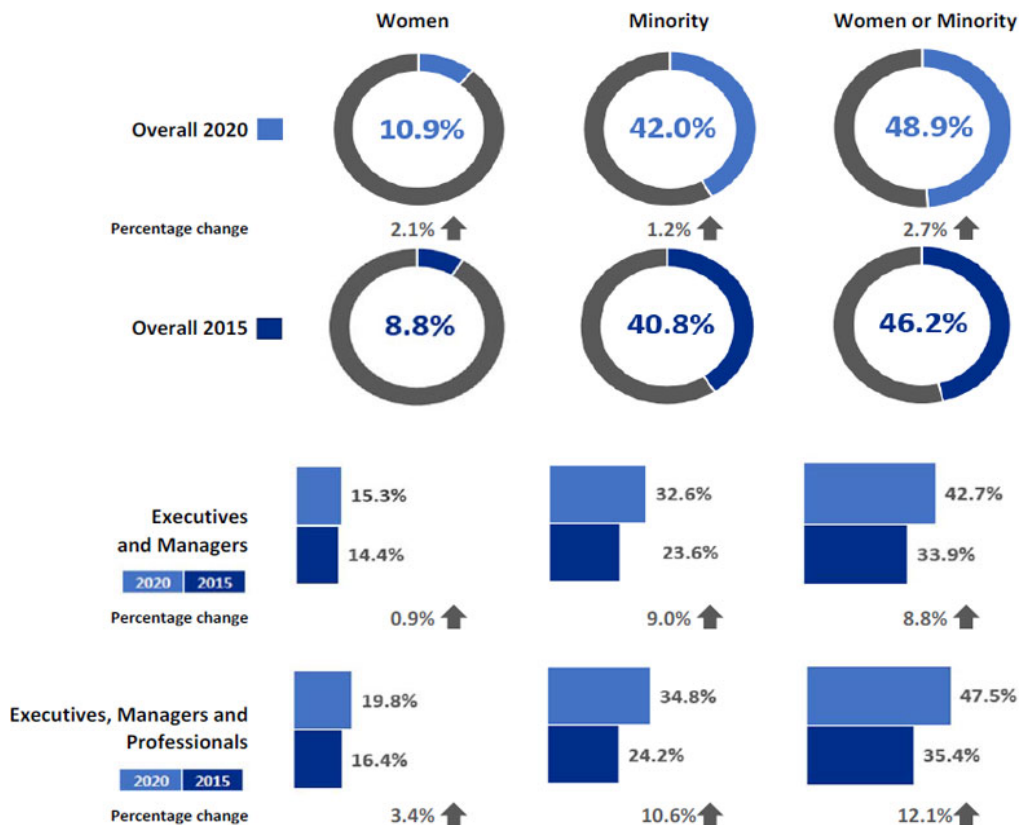 Women Minority Women or Minority
Overall 2020 10.9% 42.0% 48.9%
Percentage change 2.1% 1.2% 2.7%
Overall 2015 8.8% 40.8% 46.2%
15.3% 32.6% 42.7%
Executives
and Managers
14.4% 23.6% 33.9%
2020 2015
Percentage change 0.9% 9.0% 8.8%
19.8% 34.8% 47.5%
Executives, Managers and
Professionals
16.4% 24.2% 35.4%
2020 2015
Percentage change 3.4% 10.6% 12.1%